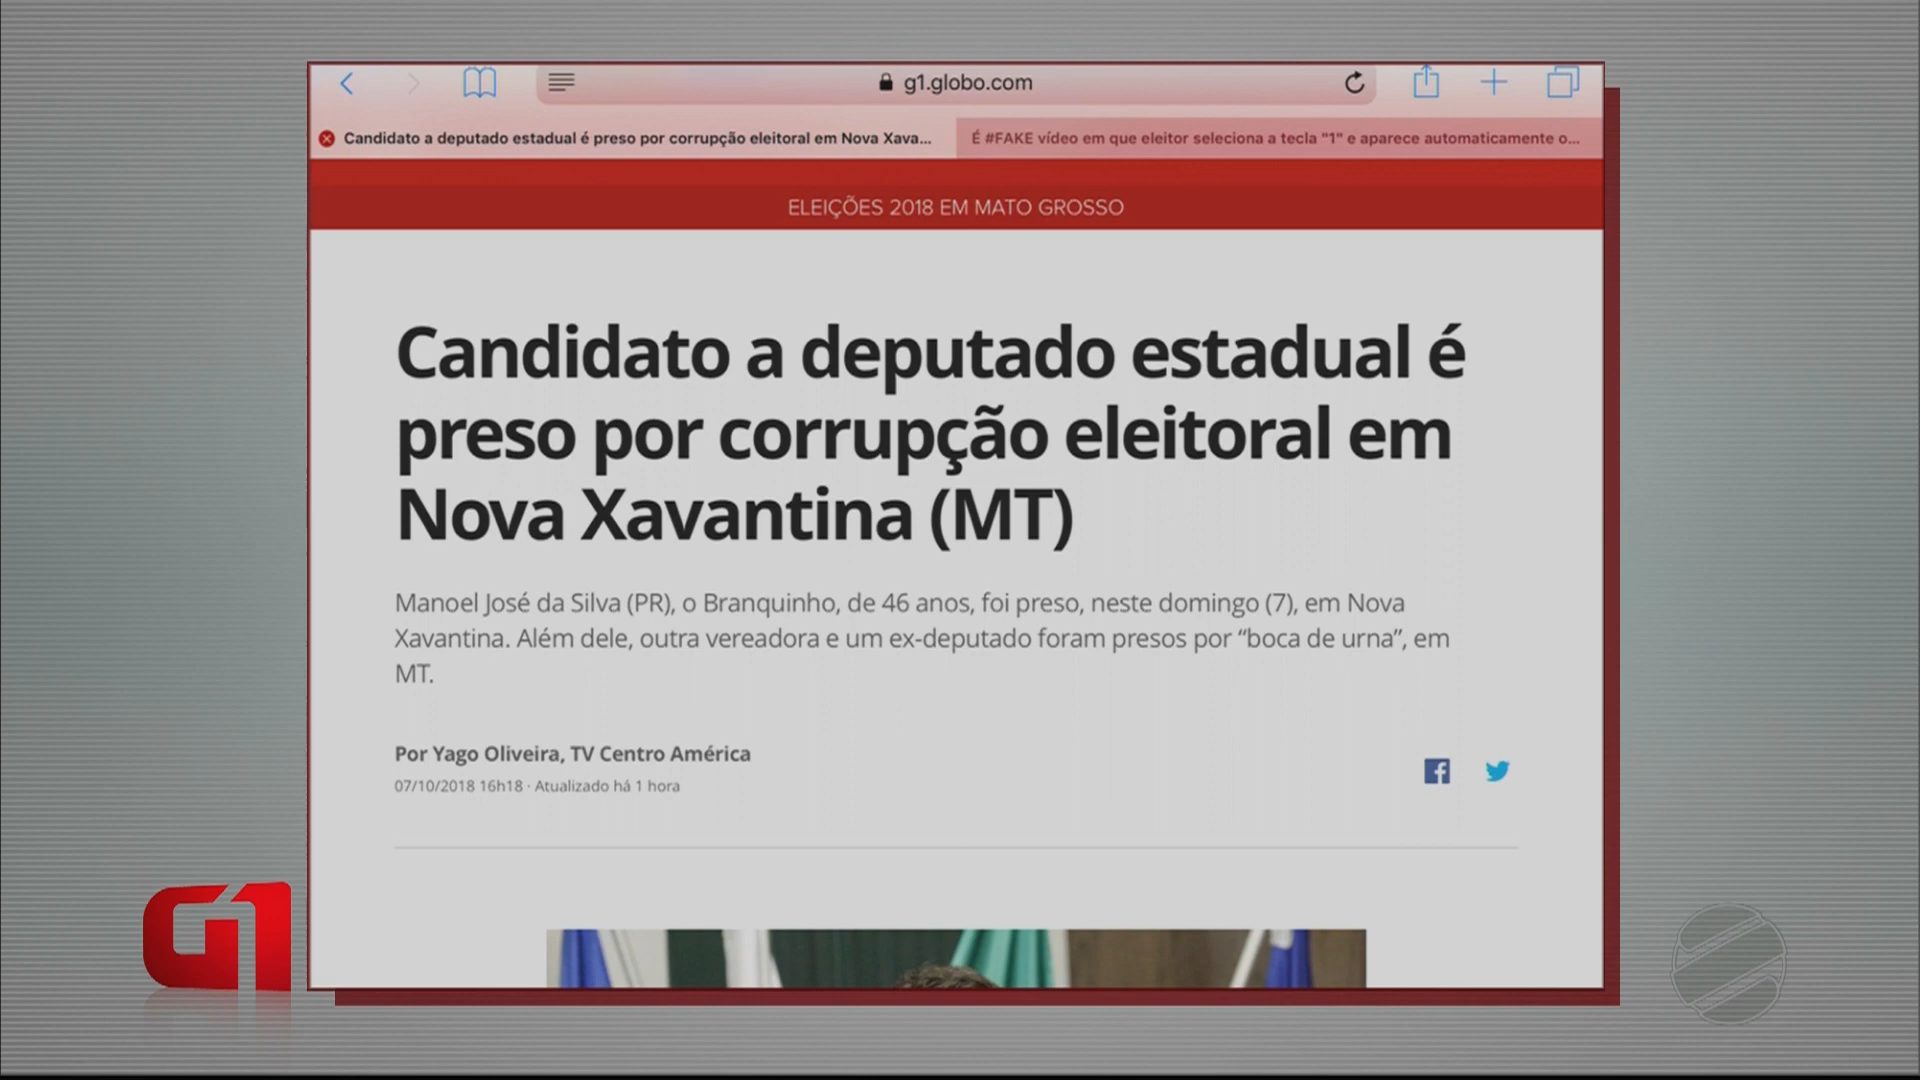 g1.globo.com
Candidato a deputado estadual é preso por corrupção eleitoral em Nova Xava...
É #FAKE vídeo em que eleitor seleciona a tecla "1" e aparece automaticamente o...
ELEIÇÕES 2018 EM MATO GROSSO
Candidato a deputado estadual é
preso por corrupção eleitoral em
Nova Xavantina (MT)
Manoel José da Silva (PR), o Branquinho, de 46 anos, foi preso, neste domingo (7), em Nova
Xavantina. Além dele, outra vereadora e um ex-deputado foram presos por “boca de urna”, em
MT.
Por Yago Oliveira, TV Centro América
07/10/2018 16h18 · Atualizado há 1 hora
G1